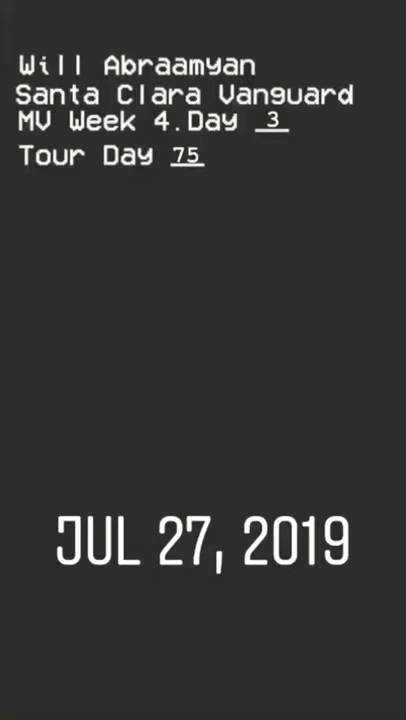 Will Abraamyan
Santa Clara Vanguard
MV Week 4.Day 3
Tour Day 75
JUL 27, 2019